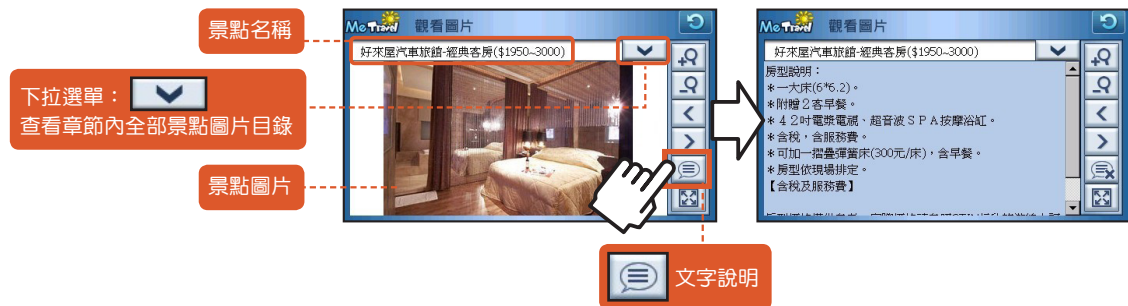 景點名稱
下拉選單：
查看章節內全部景點圖片目錄
景點圖片
MeTravel 觀看圖片
好來屋汽車旅館-經典客房($1950~3000)
文字說明
MeTravel 觀看圖片
好來屋汽車旅館-經典客房($1950~3000)
房型說明：
*一大床(6*6.2)。
*附贈２客早餐。
*４２吋電漿電視、超音波ＳＰＡ按摩浴缸。
*含稅，含服務費。
*可加一摺疊彈簧床(300元/床)，含早餐。
*房型依現場排定。
【含稅及服務費】